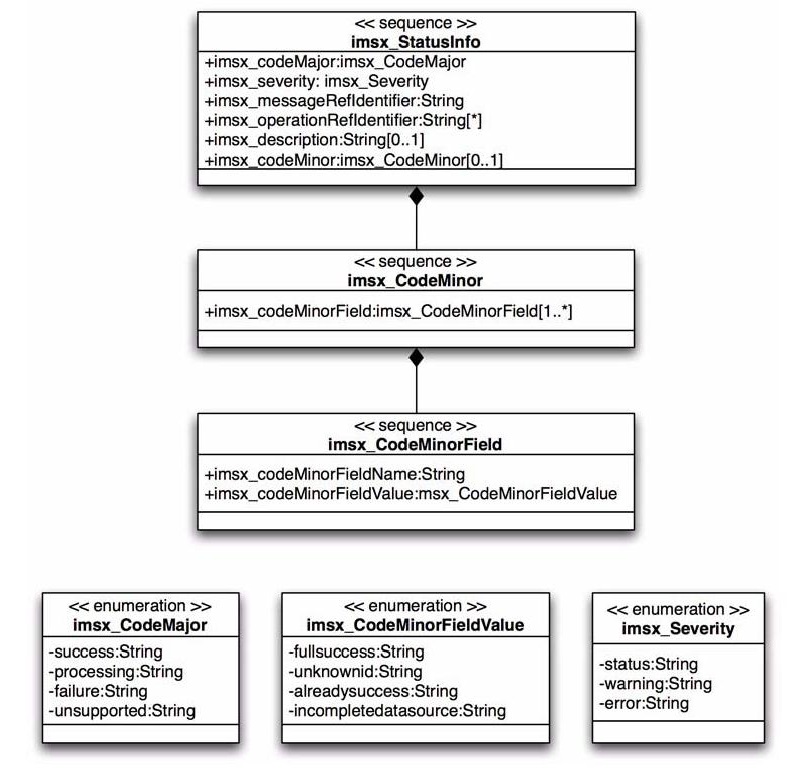 << sequence >>
imsx_StatusInfo
+imsx_codeMajor:imsx_CodeMajor
+imsx_severity: imsx_Severity
+imsx_messageRefIdentifier:String
+imsx_operationRefIdentifier:String[*]
+imsx_description:String[0..1]
+imsx_codeMinor:imsx_CodeMinor[0..1]
<< sequence >>
imsx_CodeMinor
+imsx_codeMinorField:imsx_CodeMinorField[1..*]
<< sequence >>
imsx_CodeMinorField
+imsx_codeMinorFieldName:String
+imsx_codeMinorFieldValue:msx_CodeMinorFieldValue
<< enumeration >>
imsx_CodeMajor
-success:String
-processing:String
-failure:String
-unsupported:String
<< enumeration >>
imsx_CodeMinorFieldValue
-fullsuccess:String
-unknownid:String
-alreadysuccess:String
-incompletedatasource:String
<< enumeration >>
imsx_Severity
-status:String
-warning:String
-error:String